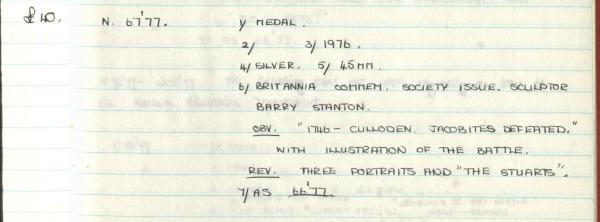 £40. N. 67'77. 1/ MEDAL.
2/ 3/ 1976.
4/ SILVER. 5/ 45MM.
6/ BRITANNIA COMMEM. SOCIETY ISSUE. SCULPTOR
BARRY STANTON.
OBV. "1746 - CULLODEN. JACOBITES DEFEATED."
WITH ILLUSTRATION OF THE BATTLE.
REV. THREE PORTRAITS AND "THE STUARTS".
7/ AS 66'77.